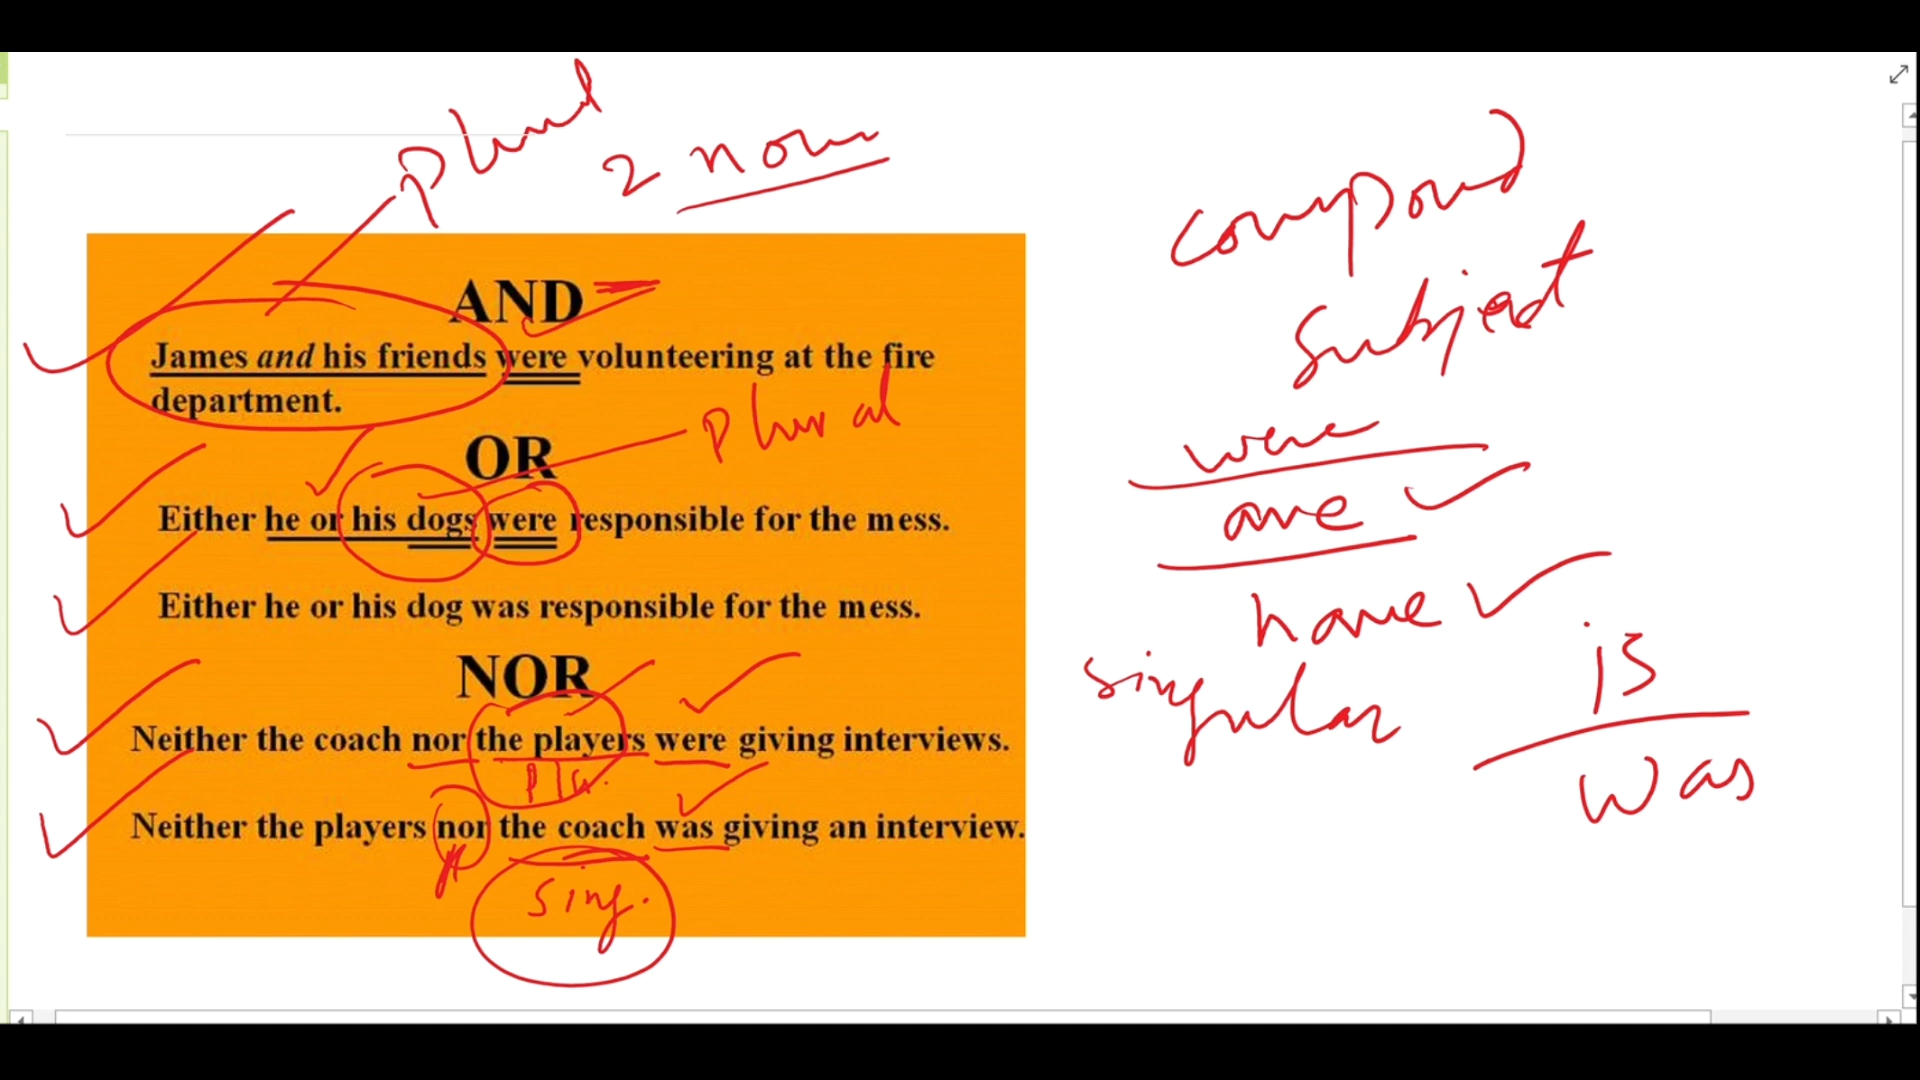 plural
2 noun
AND
James and his friends were volunteering at the fire
department.
plural
OR
Either he or his dogs were responsible for the mess.
Either he or his dog was responsible for the mess.
NOR
Neither the coach nor the players were giving interviews.
plu.
Neither the players nor the coach was giving an interview.
sing.
compound
subject
were
are
have
singular
is
was